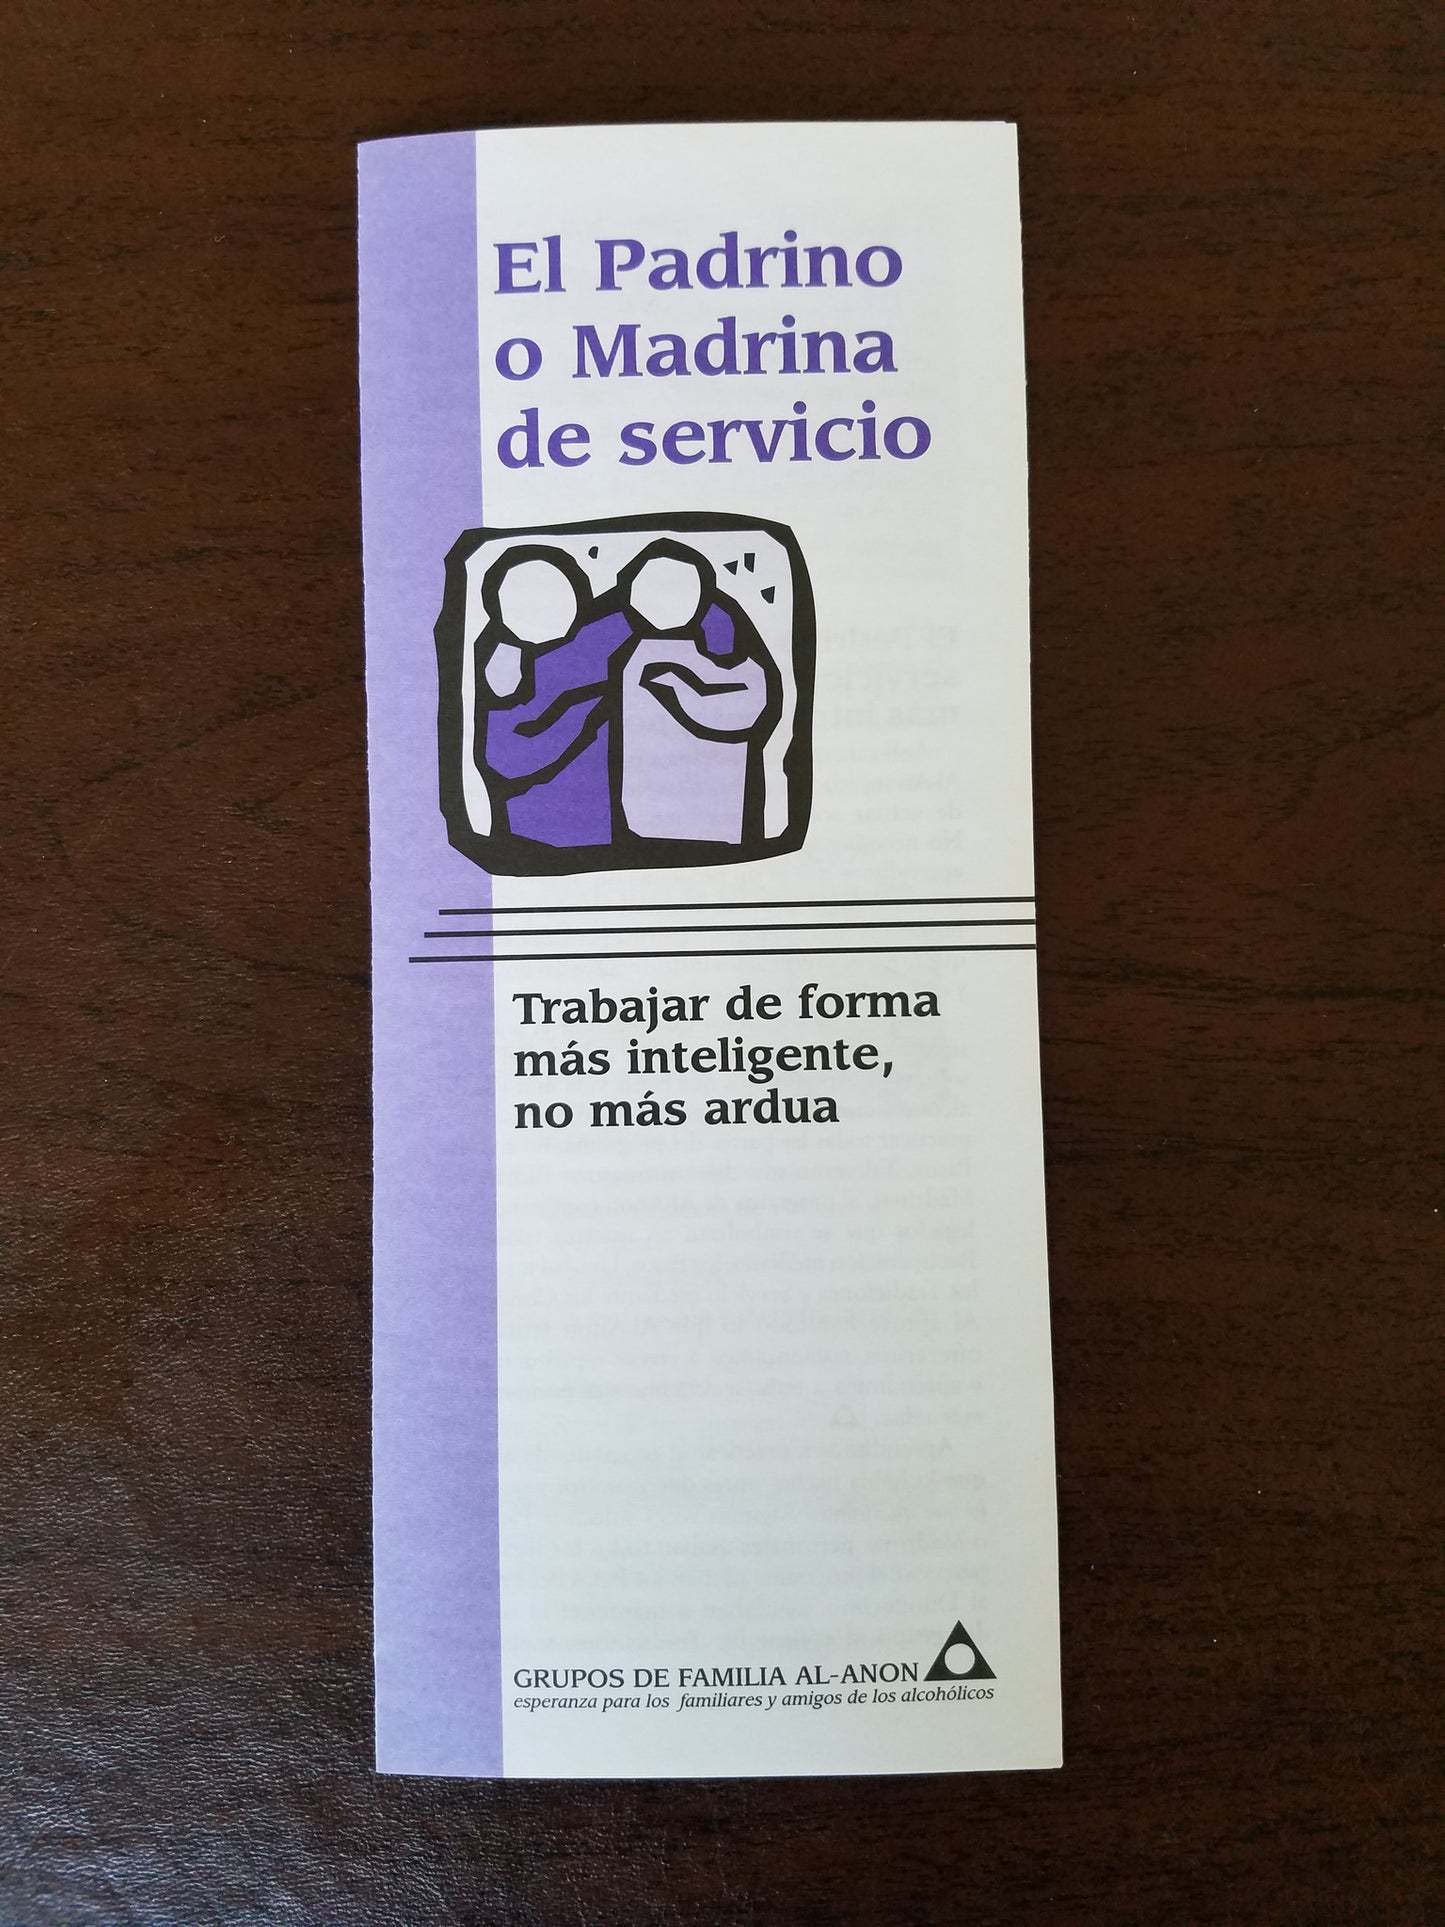 El Padrino
o Madrina
de servicio
Trabajar de forma
más inteligente,
no más ardua
GRUPOS DE FAMILIA AL-ANON
esperanza para los familiares y amigos de los alcohólicos